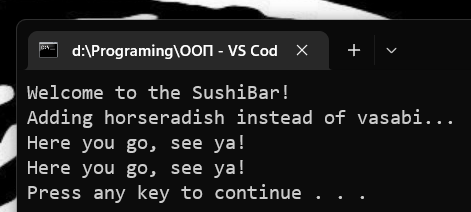 d:\Programing\ООП - VS Cod
Welcome to the SushiBar!
Adding horseradish instead of vasabi...
Here you go, see ya!
Here you go, see ya!
Press any key to continue . . .